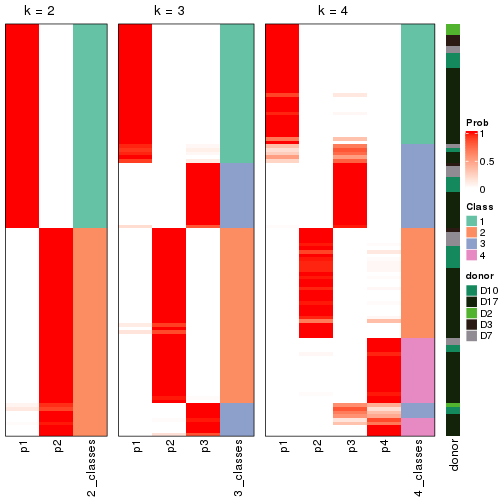 k = 2
k = 3
k = 4
p1
p2
2_classes
p1
p2
p3
3_classes
p1
p2
p3
p4
4_classes
donor
Prob
1
0.5
0
Class
1
2
3
4
donor
D10
D17
D2
D3
D7